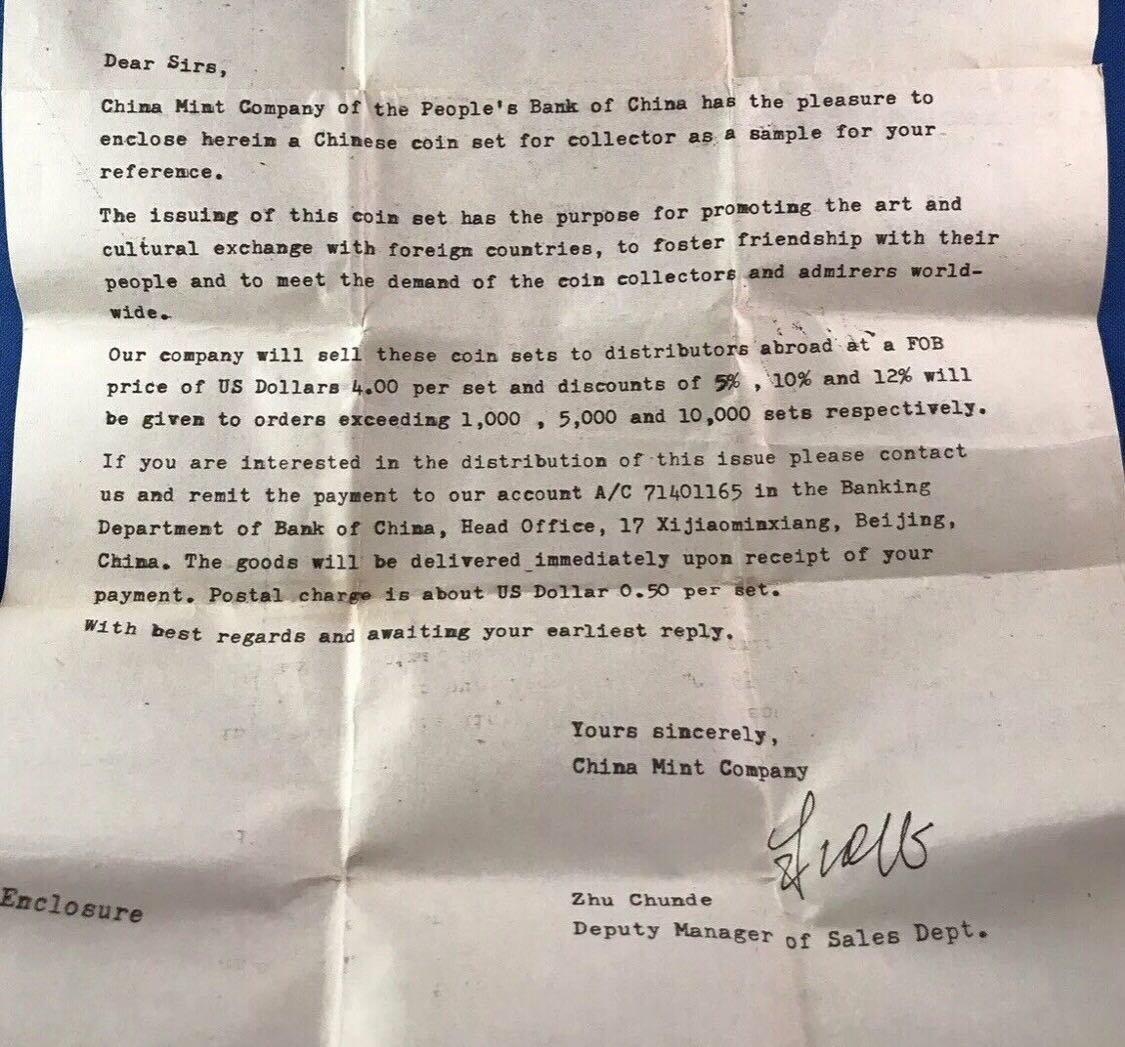 Dear Sirs,
China Mint Company of the People's Bank of China has the pleasure to
enclose herein a Chinese coin set for collector as a sample for your
reference.
The issuing of this coin set has the purpose for promoting the art and
cultural exchange with foreign countries, to foster friendship with their
people and to meet the demand of the coin collectors and admirers world-
wide.
Our company will sell these coin sets to distributors abroad at a FOB
price of US Dollars 4.00 per set and discounts of 5% , 10% and 12% will
be given to orders exceeding 1,000 , 5,000 and 10,000 sets respectively.
If you are interested in the distribution of this issue please contact
us and remit the payment to our account A/C 71401165 in the Banking
Department of Bank of China, Head Office, 17 Xijiaominxiang, Beijing,
China. The goods will be delivered immediately upon receipt of your
payment. Postal charge is about US Dollar 0.50 per set.
With best regards and awaiting your earliest reply.
Yours sincerely,
China Mint Company
Zhu Chunde
Deputy Manager of Sales Dept.
Enclosure